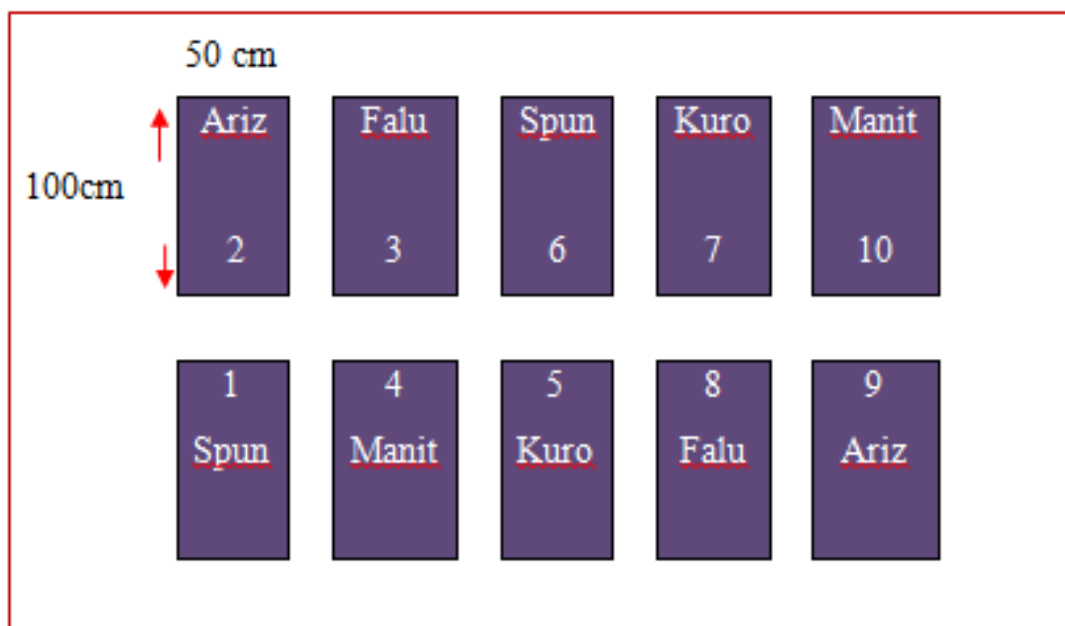 50 cm
Ariz Falu Spun Kuro Manit
100cm
2 3 6 7 10
1 4 5 8 9
Spun Manit Kuro Falu Ariz